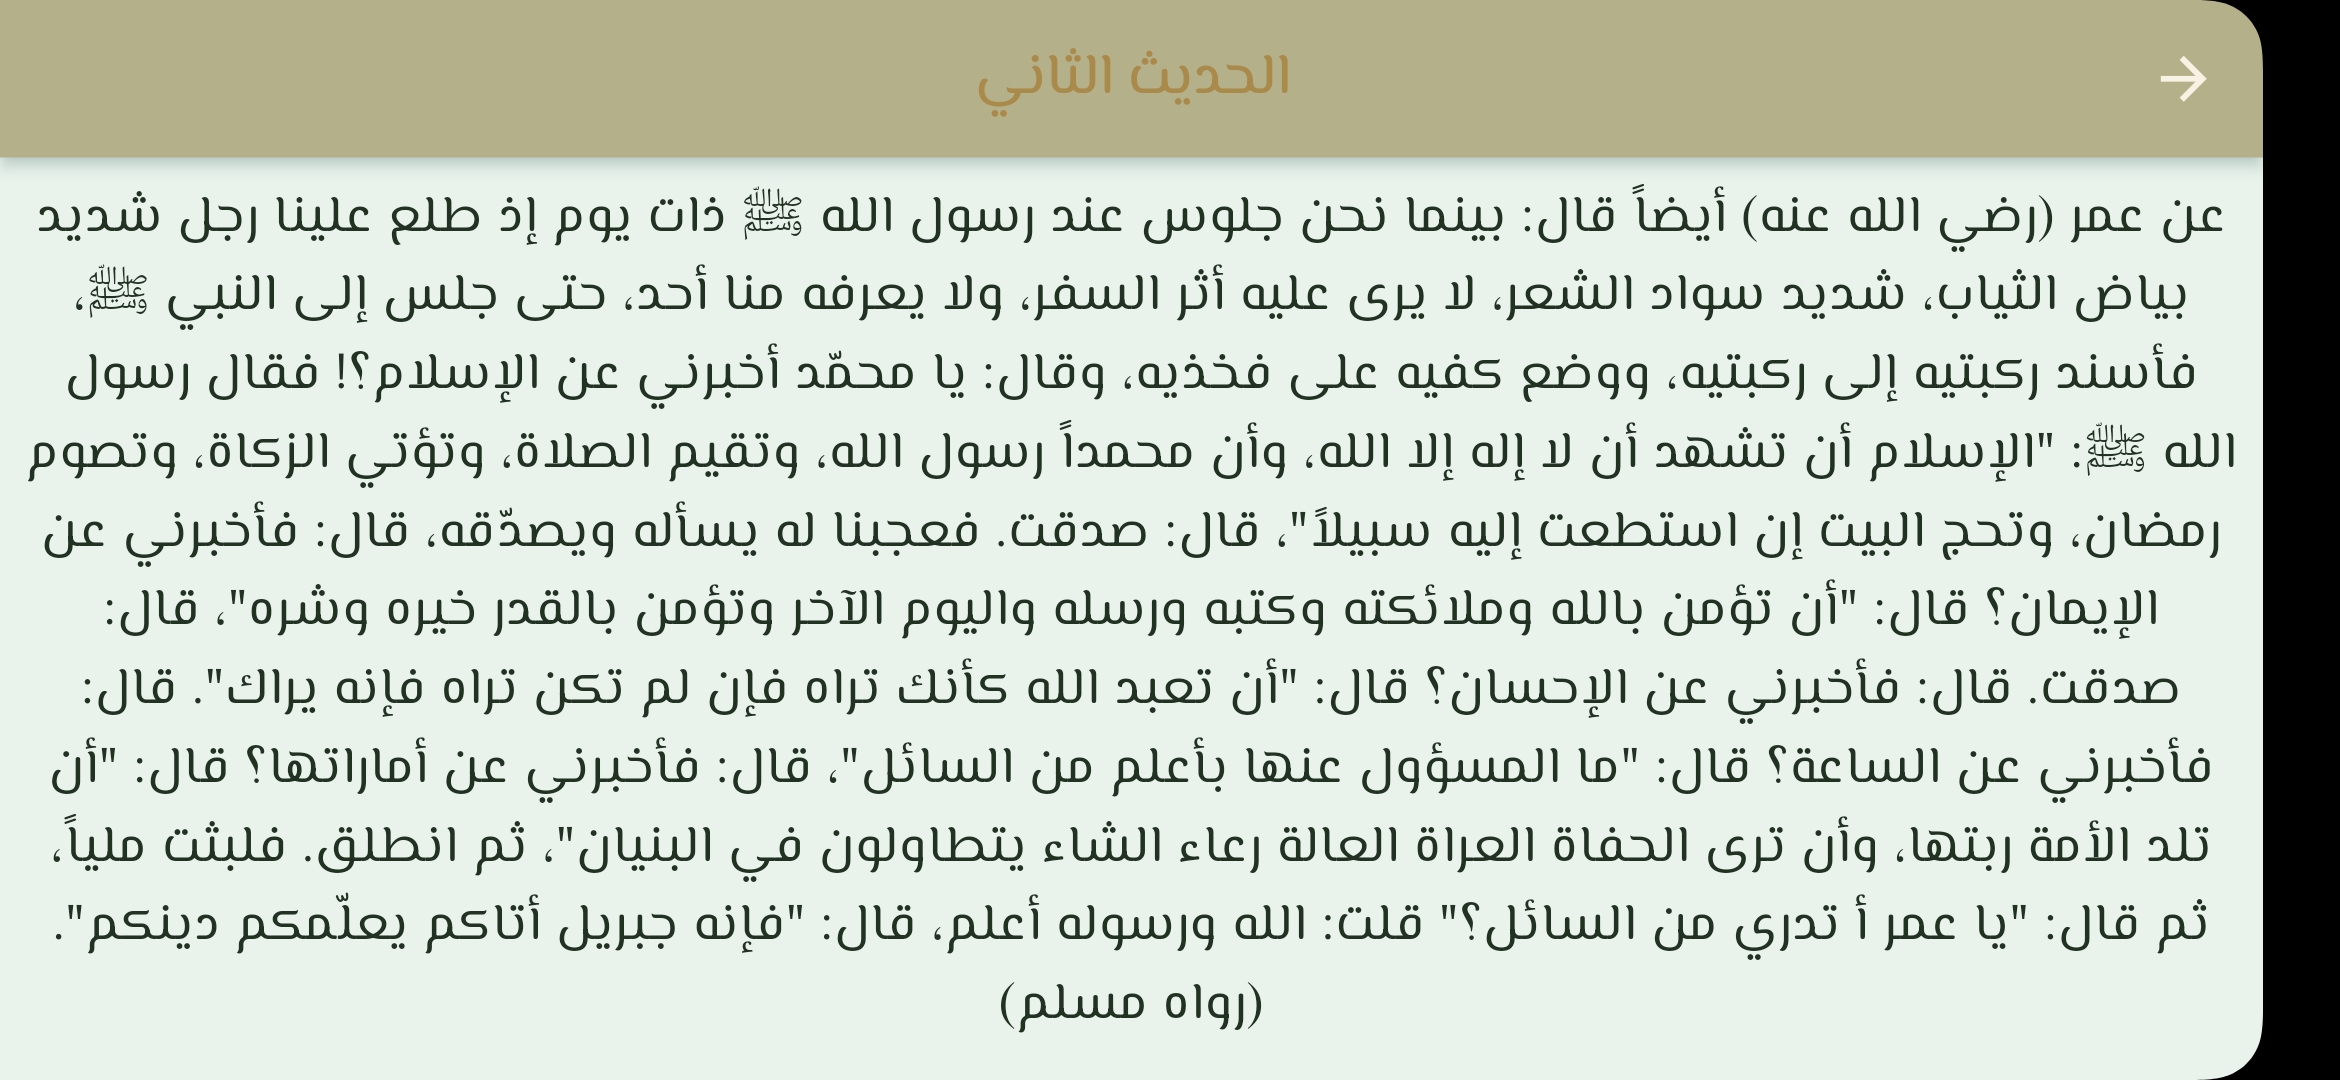 الحديث الثاني
عن عمر (رضي الله عنه) أيضاً قال: بينما نحن جلوس عند رسول الله ﷺ ذات يوم إذ طلع علينا رجل شديد
بياض الثياب، شديد سواد الشعر، لا يرى عليه أثر السفر، ولا يعرفه منا أحد، حتى جلس إلى النبي ﷺ،
فأسند ركبتيه إلى ركبتيه، ووضع كفيه على فخذيه، وقال: يا محمّد أخبرني عن الإسلام؟! فقال رسول
الله ﷺ: "الإسلام أن تشهد أن لا إله إلا الله، وأن محمداً رسول الله، وتقيم الصلاة، وتؤتي الزكاة، وتصوم
رمضان، وتحج البيت إن استطعت إليه سبيلاً"، قال: صدقت. فعجبنا له يسأله ويصدّقه، قال: فأخبرني عن
الإيمان؟ قال: "أن تؤمن بالله وملائكته وكتبه ورسله واليوم الآخر وتؤمن بالقدر خيره وشره"، قال:
صدقت. قال: فأخبرني عن الإحسان؟ قال: "أن تعبد الله كأنك تراه فإن لم تكن تراه فإنه يراك". قال:
فأخبرني عن الساعة؟ قال: "ما المسؤول عنها بأعلم من السائل"، قال: فأخبرني عن أماراتها؟ قال: "أن
تلد الأمة ربتها، وأن ترى الحفاة العراة العالة رعاء الشاء يتطاولون في البنيان"، ثم انطلق. فلبثت ملياً،
ثم قال: "يا عمر أ تدري من السائل؟" قلت: الله ورسوله أعلم، قال: "فإنه جبريل أتاكم يعلّمكم دينكم".
(رواه مسلم)